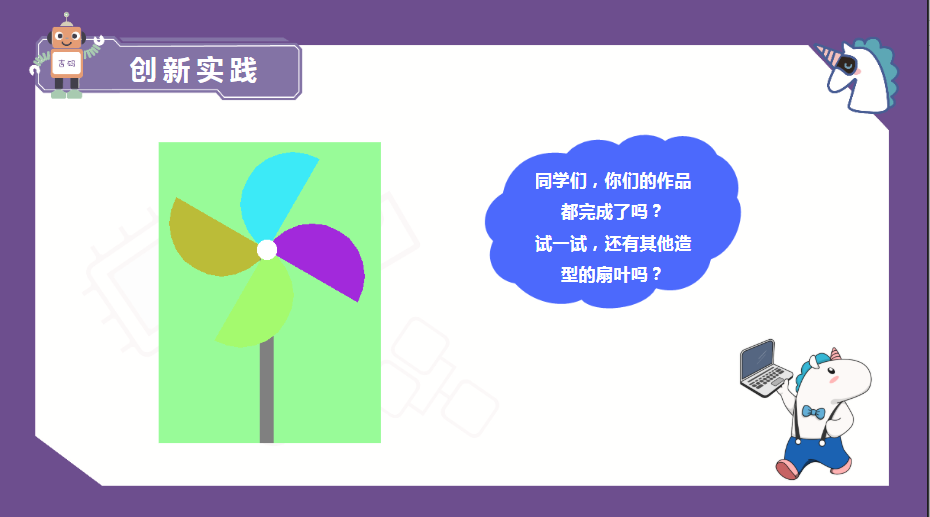 创新实践
同学们，你们的作品
都完成了吗？
试一试，还有其他造
型的扇叶吗？